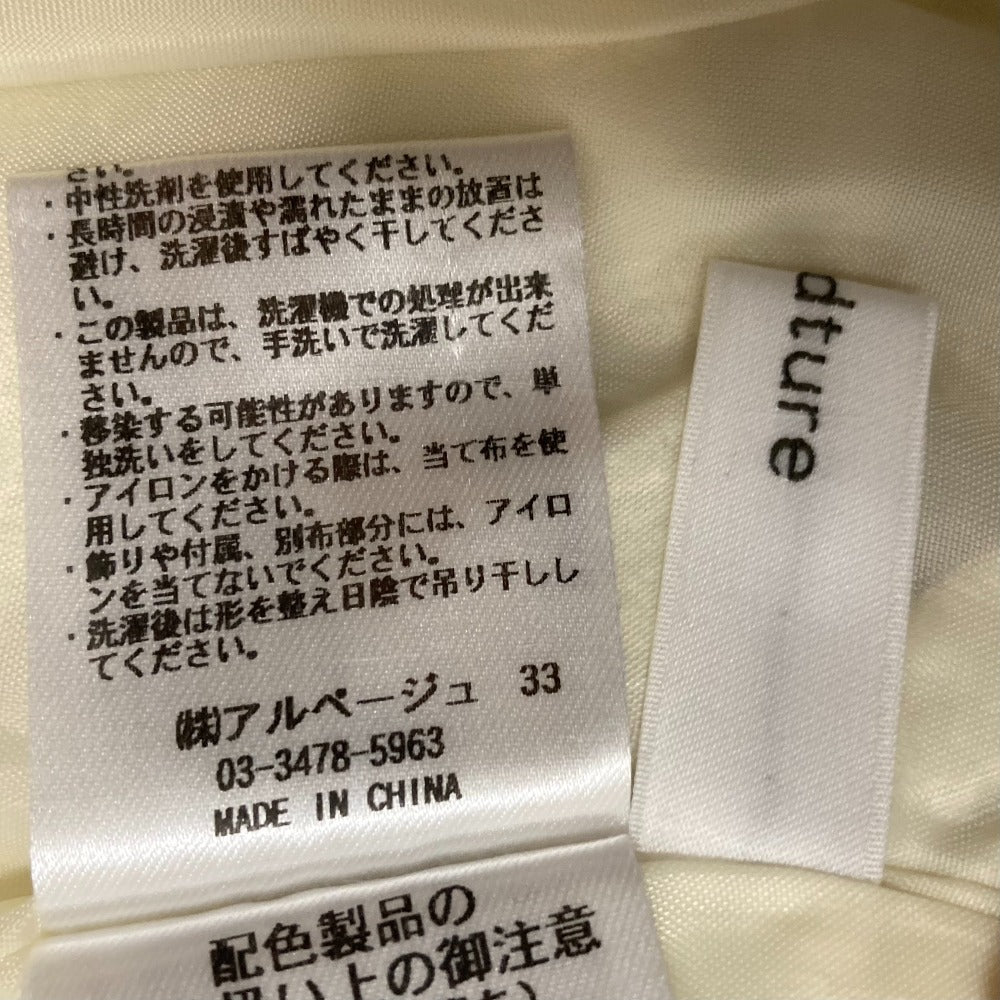 さい。
・中性洗剤を使用してください。
・長時間の浸漬や濡れたままの放置は
避け、洗濯後すばやく干してくださ
い。
・この製品は、洗濯機での処理が出来
ませんので、手洗いで洗濯してくだ
さい。
・移染する可能性がありますので、単
独洗いをしてください。
・アイロンをかける際は、当て布を使
用してください。
・飾りや付属、別布部分には、アイロ
ンを当てないでください。
・洗濯後は形を整え日陰で吊り干しし
てください。
㈱アルページュ 33
03-3478-5963
MADE IN CHINA
配色製品の
扱い上の御注意
dture